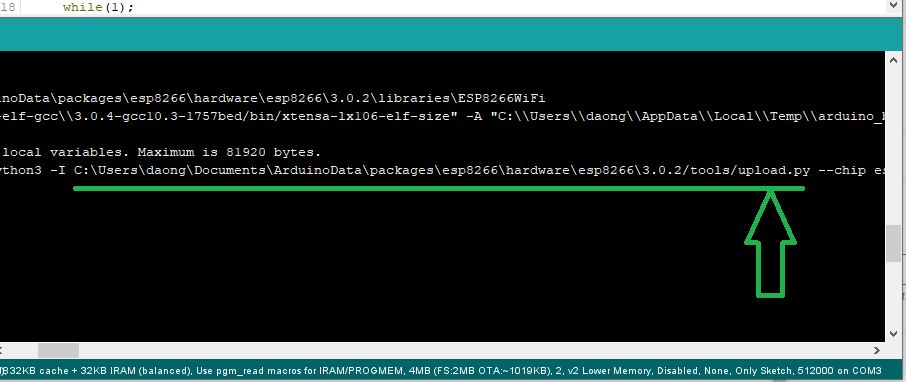 18 while(1);
inoData\packages\esp8266\hardware\esp8266\3.0.2\libraries\ESP8266WiFi
-elf-gcc\\3.0.4-gcc10.3-1757bed/bin/xtensa-lx106-elf-size" -A "C:\\Users\\daong\\AppData\\Local\\Temp\\arduino_b
local variables. Maximum is 81920 bytes.
ython3 -I C:\Users\daong\Documents\ArduinoData\packages\esp8266\hardware\esp8266\3.0.2/tools/upload.py --chip es
32KB cache + 32KB IRAM (balanced), Use pgm_read macros for IRAM/PROGMEM, 4MB (FS:2MB OTA:~1019KB), 2, v2 Lower Memory, Disabled, None, Only Sketch, 512000 on COM3